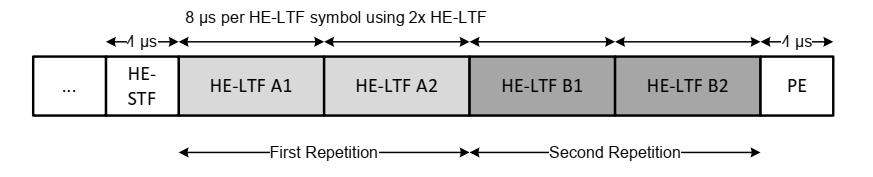 8 µs per HE-LTF symbol using 2x HE-LTF
4 µs
4 µs
...
HE-
STF
HE-LTF A1
HE-LTF A2
HE-LTF B1
HE-LTF B2
PE
First Repetition
Second Repetition